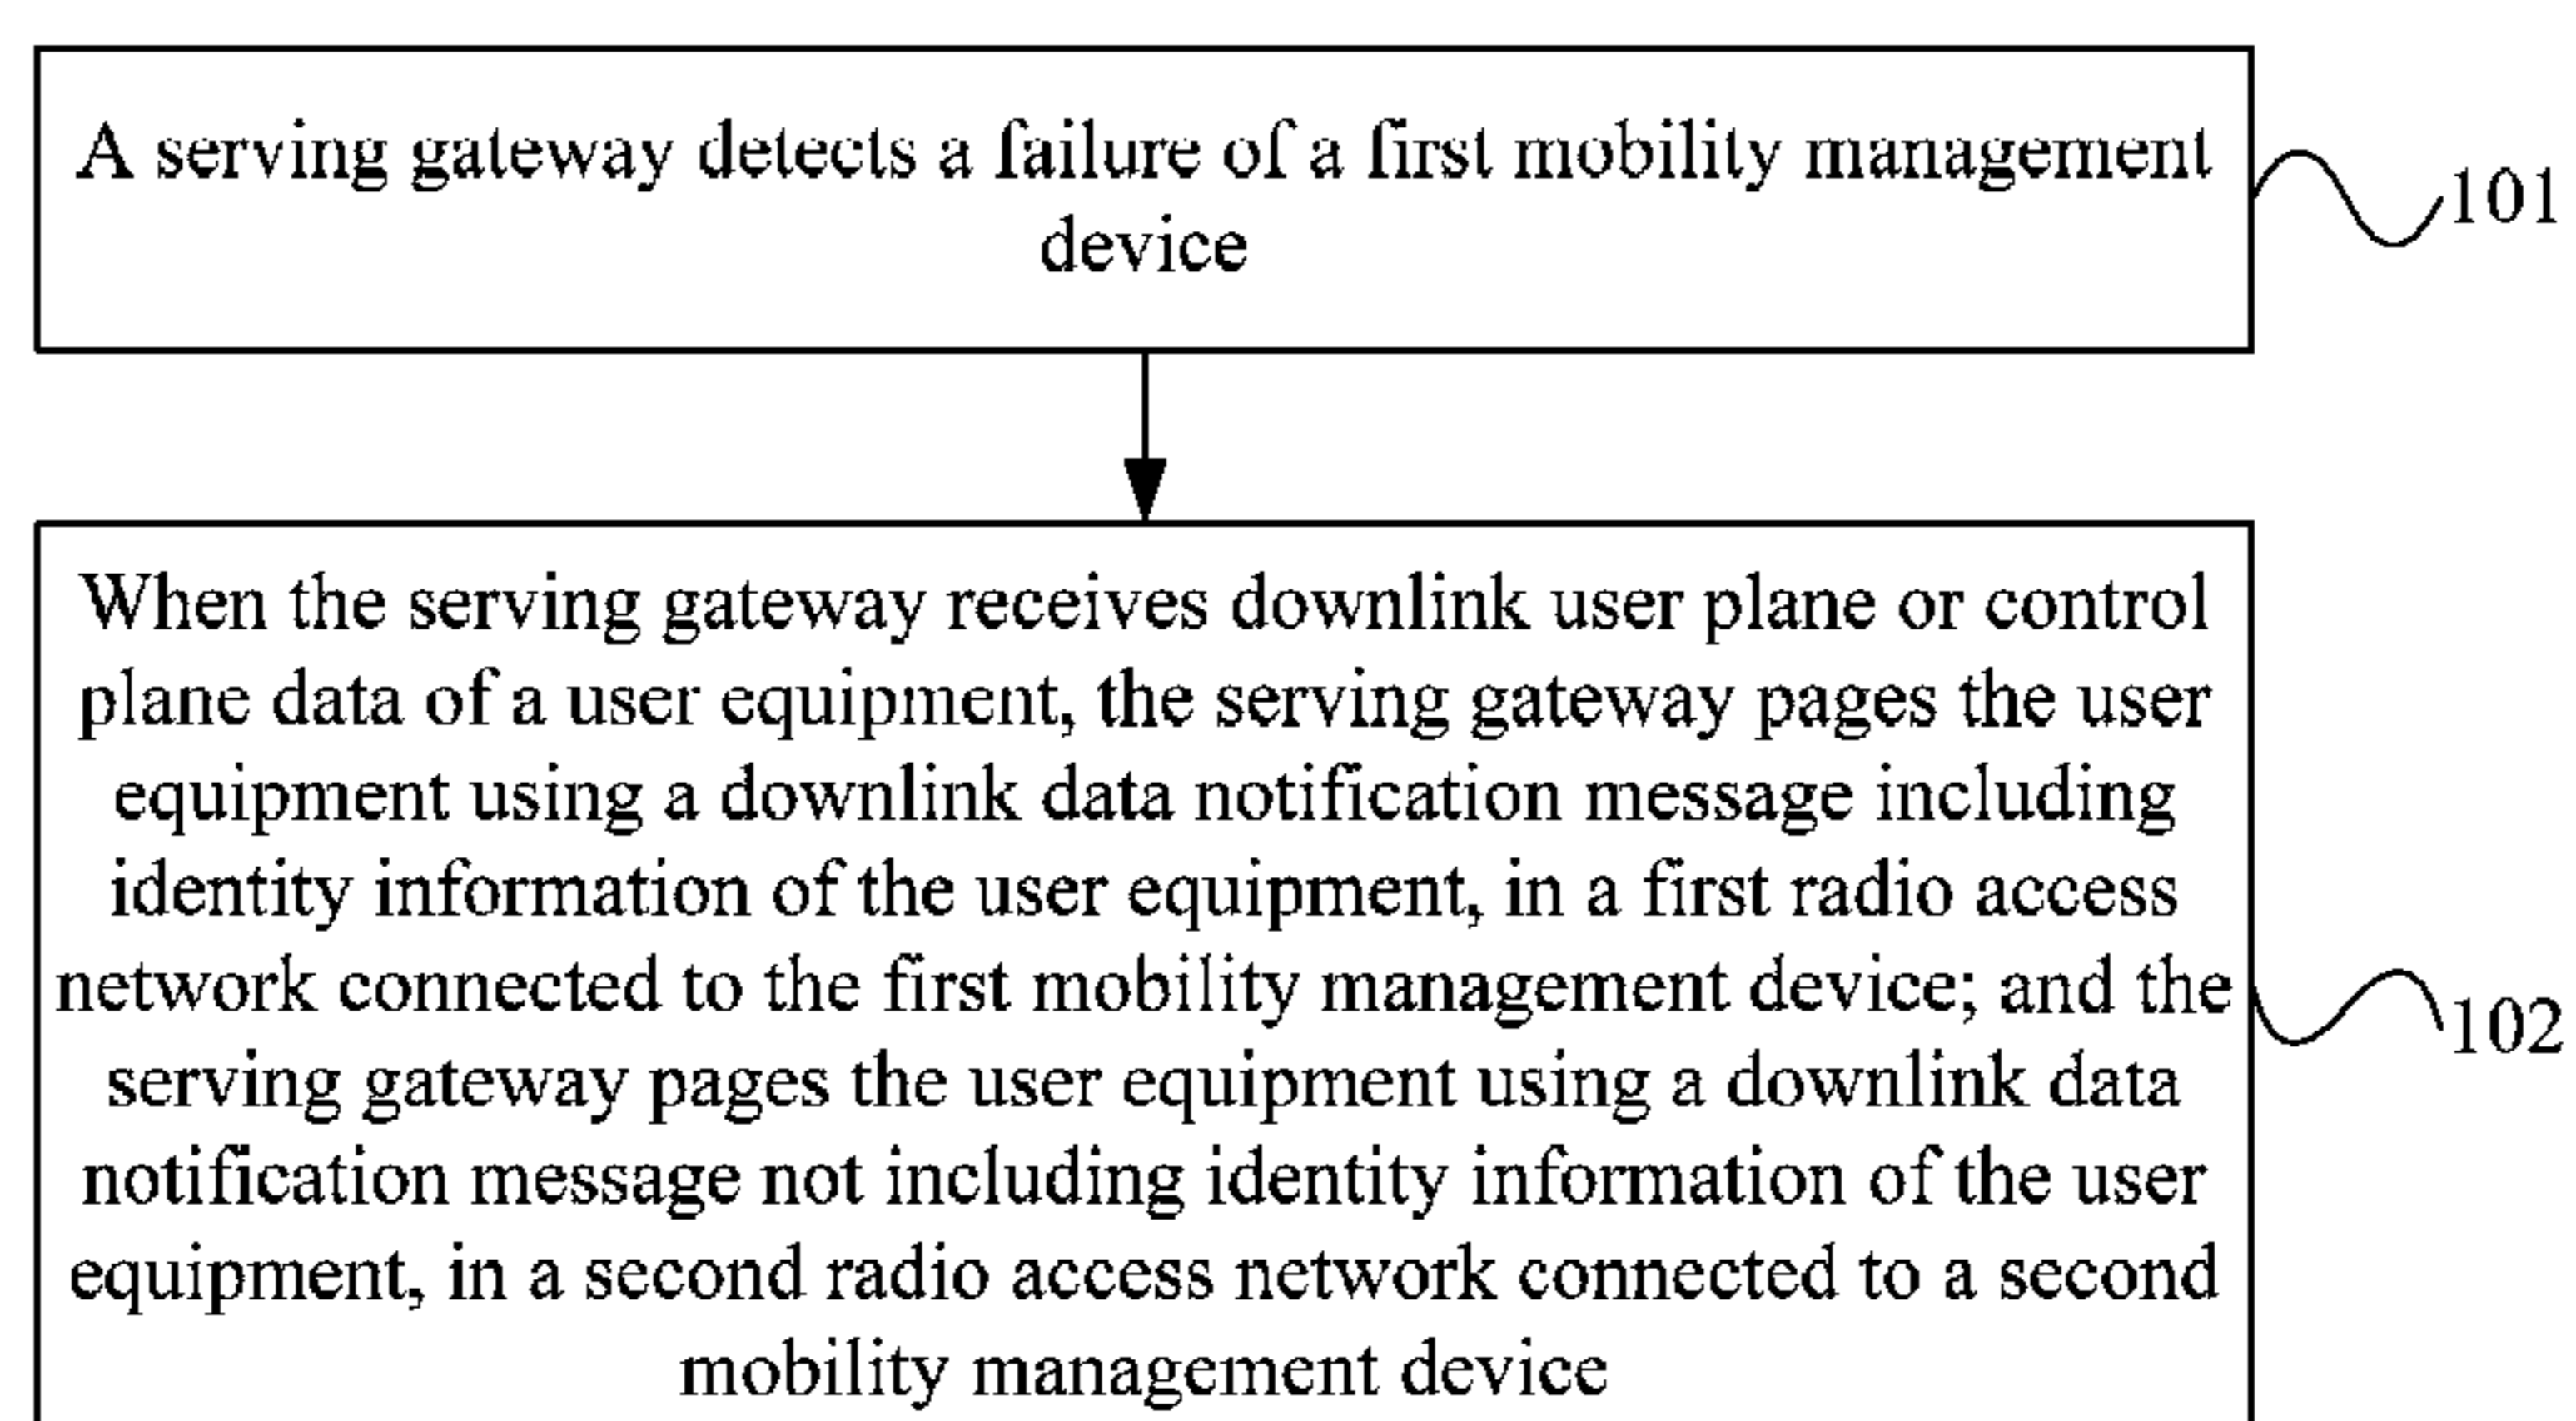 A serving gateway detects a failure of a first mobility management
device
101
When the serving gateway receives downlink user plane or control
plane data of a user equipment, the serving gateway pages the user
equipment using a downlink data notification message including
identity information of the user equipment, in a first radio access
network connected to the first mobility management device; and the
serving gateway pages the user equipment using a downlink data
notification message not including identity information of the user
equipment, in a second radio access network connected to a second
mobility management device
102